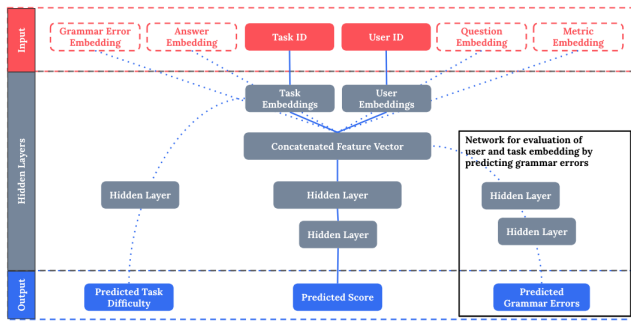 Input
Grammar Error
Embedding
Answer
Embedding
Task ID
User ID
Question
Embedding
Metric
Embedding
Hidden Layers
Task
Embeddings
User
Embeddings
Concatenated Feature Vector
Network for evaluation of
user and task embedding by
predicting grammar errors
Hidden Layer
Hidden Layer
Hidden Layer
Hidden Layer
Hidden Layer
Output
Predicted Task
Difficulty
Predicted Score
Predicted
Grammar Errors